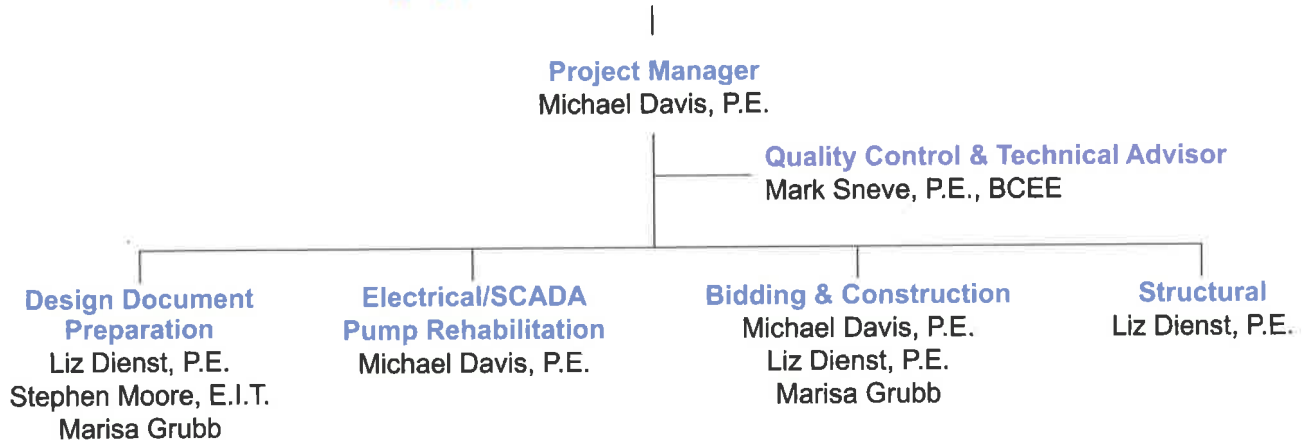 Project Manager
Michael Davis, P.E.
Quality Control & Technical Advisor
Mark Sneve, P.E., BCEE
Design Document
Preparation
Liz Dienst, P.E.
Stephen Moore, E.I.T.
Marisa Grubb
Electrical/SCADA
Pump Rehabilitation
Michael Davis, P.E.
Bidding & Construction
Michael Davis, P.E.
Liz Dienst, P.E.
Marisa Grubb
Structural
Liz Dienst, P.E.